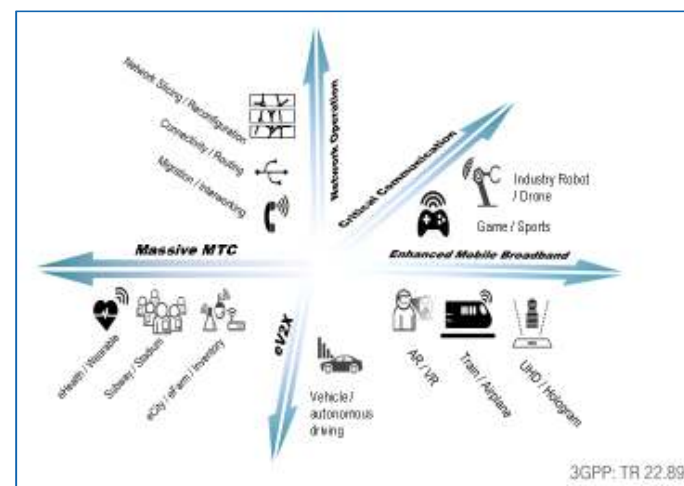 Network Slicing / Reconfiguration
Connectivity / Routing
Migration / Interworking
Network Operation
Critical Communication
Industry Robot
/ Drone
Game / Sports
Massive MTC
Enhanced Mobile Broadband
eHealth / Wearable
Subway / Stadium
eCity / eFarm / Inventory
eV2X
Vehicle /
autonomous
driving
AR / VR
Train / Airplane
UHD / Hologram
3GPP: TR 22.89